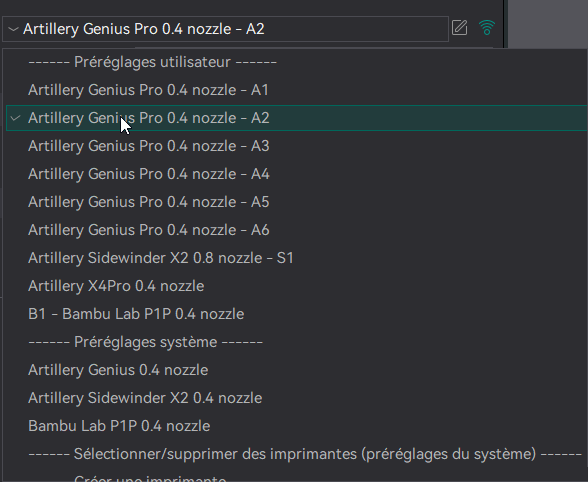 Artillery Genius Pro 0.4 nozzle - A2
------ Préréglages utilisateur ------
Artillery Genius Pro 0.4 nozzle - A1
Artillery Genius Pro 0.4 nozzle - A2
Artillery Genius Pro 0.4 nozzle - A3
Artillery Genius Pro 0.4 nozzle - A4
Artillery Genius Pro 0.4 nozzle - A5
Artillery Genius Pro 0.4 nozzle - A6
Artillery Sidewinder X2 0.8 nozzle - S1
Artillery X4Pro 0.4 nozzle
B1 - Bambu Lab P1P 0.4 nozzle
------ Préréglages système ------
Artillery Genius 0.4 nozzle
Artillery Sidewinder X2 0.4 nozzle
Bambu Lab P1P 0.4 nozzle
------ Sélectionner/supprimer des imprimantes (préréglages du système) ------
Créer une imprimante